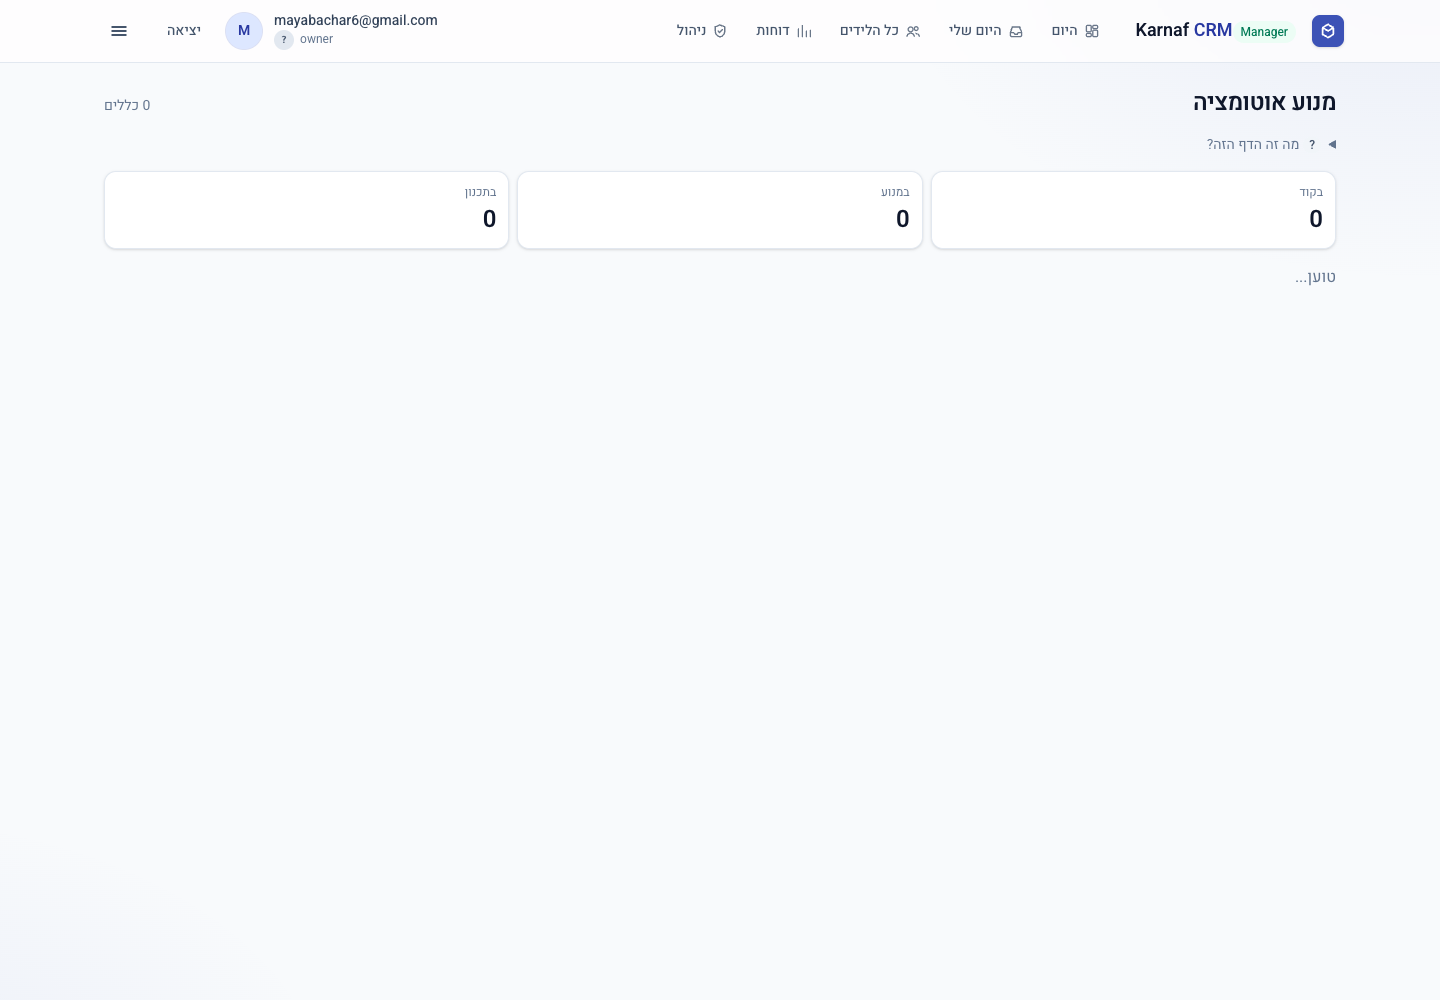 Karnaf CRM Manager
היום
היום שלי
כל הלידים
דוחות
ניהול
mayabachar6@gmail.com
? owner
M
יציאה
מנוע אוטומציה
0 כללים
? מה זה הדף הזה?
בקוד
0
במנוע
0
בתכנון
0
טוען...